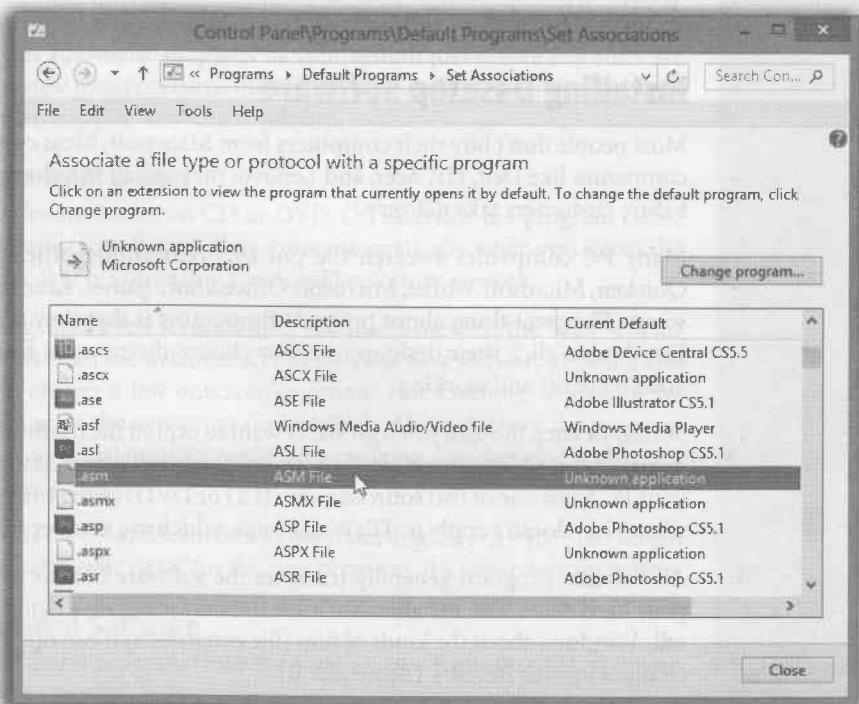 Control Panel\Programs\Default Programs\Set Associations
« Programs ▸ Default Programs ▸ Set Associations
Search Con...
File Edit View Tools Help
Associate a file type or protocol with a specific program
Click on an extension to view the program that currently opens it by default. To change the default program, click
Change program.
Unknown application
Microsoft Corporation
Change program...
Name Description Current Default
.ascs ASCS File Adobe Device Central CS5.5
.ascx ASCX File Unknown application
.ase ASE File Adobe Illustrator CS5.1
.asf Windows Media Audio/Video file Windows Media Player
.asl ASL File Adobe Photoshop CS5.1
.asm ASM File Unknown application
.asmx ASMX File Unknown application
.asp ASP File Adobe Photoshop CS5.1
.aspx ASPX File Unknown application
.asr ASR File Adobe Photoshop CS5.1
Close